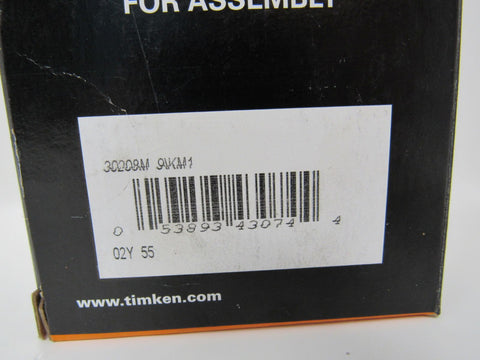 FOR ASSEMBLY
30208M 9\KM1
0 53893 43074 4
02Y 55
www.timken.com